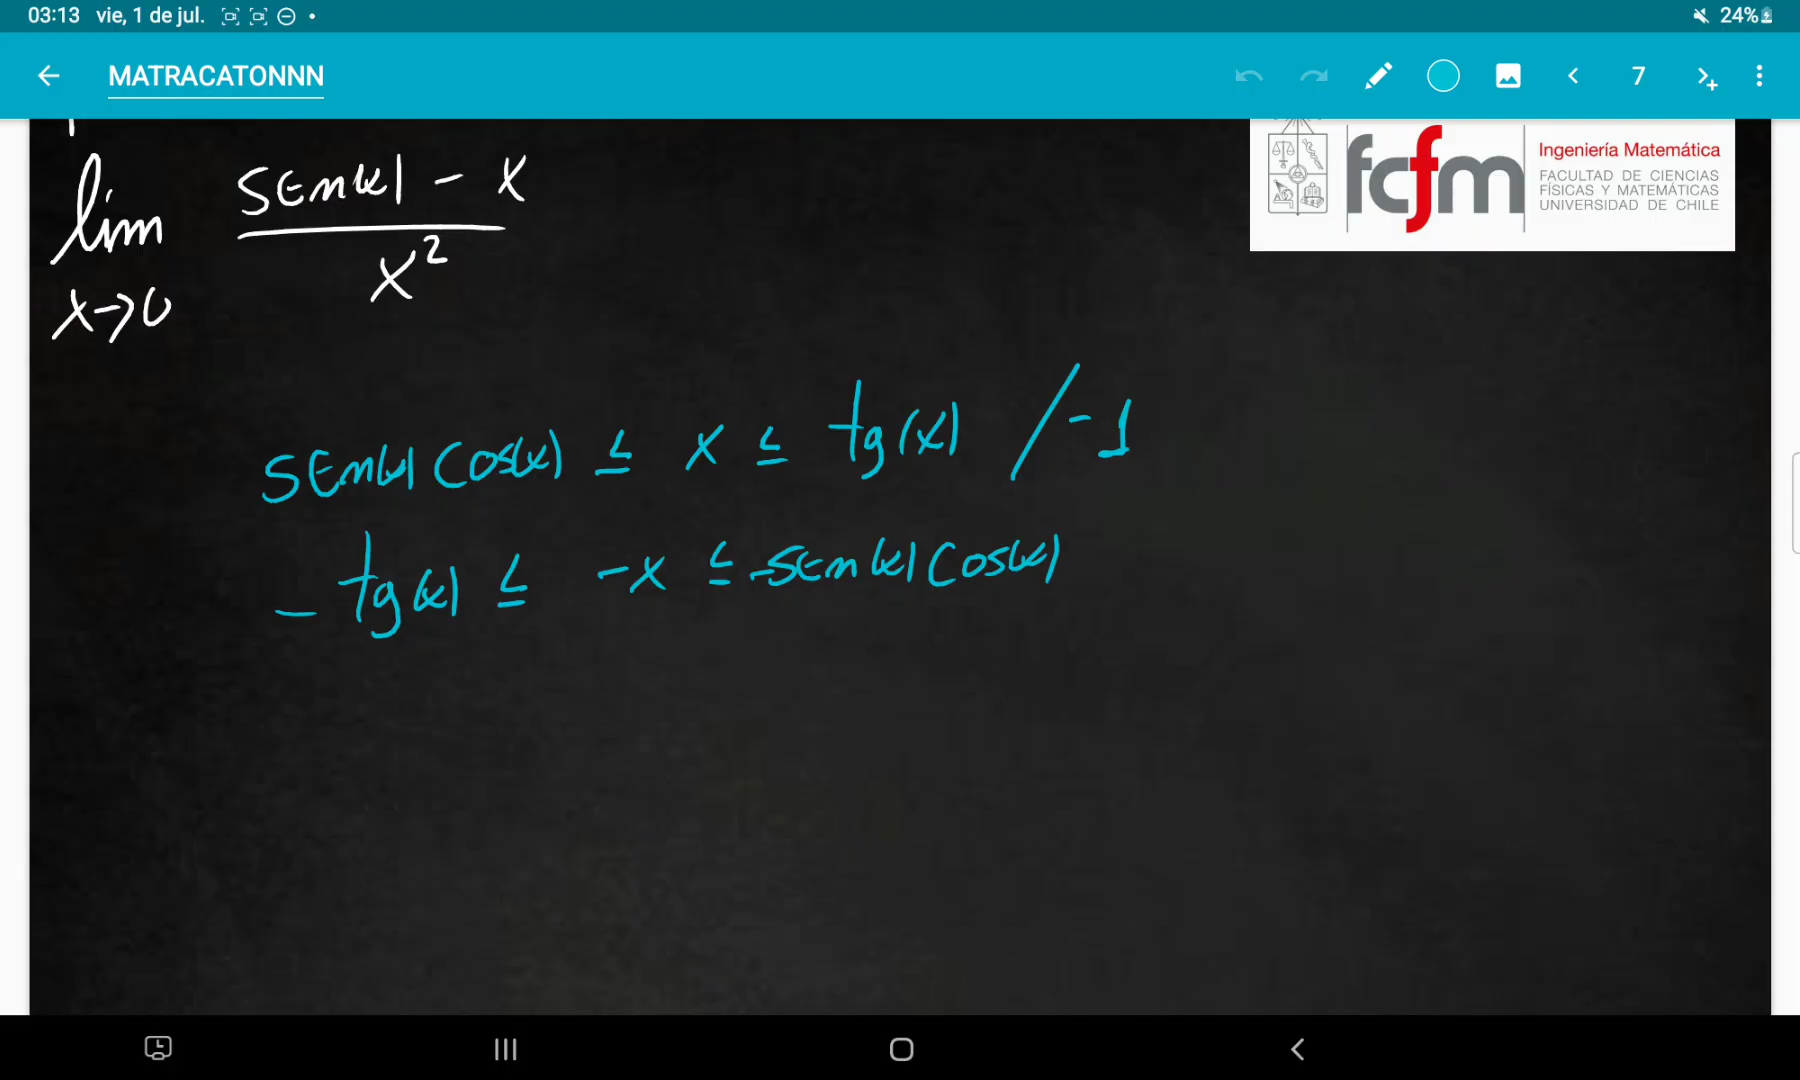 03:13 vie, 1 de jul. 24%
MATRACATONNN 7
lim sen(x) - x
x→0 x²
fcfm
Ingeniería Matemática
FACULTAD DE CIENCIAS
FÍSICAS Y MATEMÁTICAS
UNIVERSIDAD DE CHILE
sen(x) cos(x) ≤ x ≤ tg(x) / -1
- tg(x) ≤ -x ≤ -sen(x) cos(x)